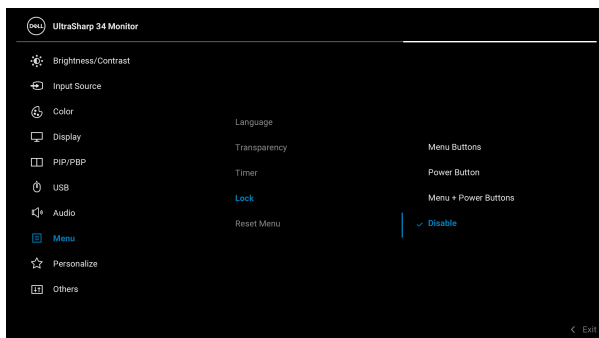 DELL
UltraSharp 34 Monitor
Brightness/Contrast
Input Source
Color
Display
PIP/PBP
USB
Audio
Menu
Personalize
Others
Language
Transparency
Timer
Lock
Reset Menu
Menu Buttons
Power Button
Menu + Power Buttons
Disable
Exit